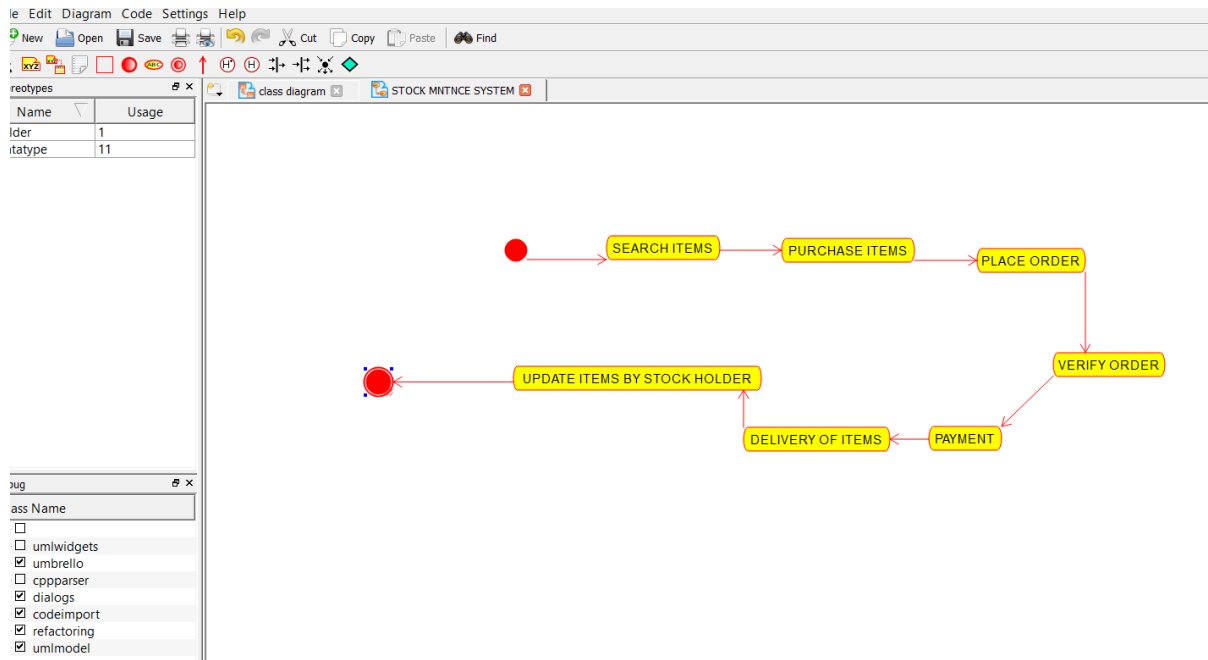 le Edit Diagram Code Settings Help
New Open Save Cut Copy Paste Find
XYZ ABC H* H
ereotypes
class diagram STOCK MNTNCE SYSTEM
Name Usage
lder 1
atatype 11
SEARCH ITEMS PURCHASE ITEMS PLACE ORDER
VERIFY ORDER
UPDATE ITEMS BY STOCK HOLDER
DELIVERY OF ITEMS PAYMENT
bug
ass Name
umlwidgets
umbrello
cppparser
dialogs
codeimport
refactoring
umlmodel